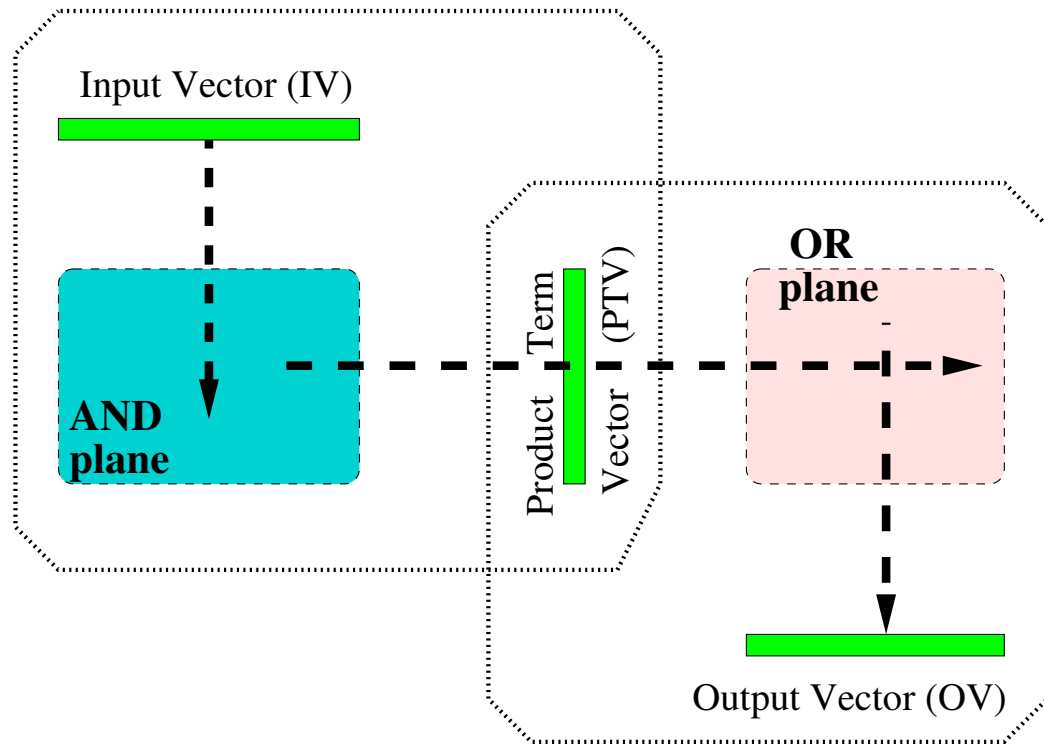 Input Vector (IV)
AND
plane
Product Term
Vector (PTV)
OR
plane
Output Vector (OV)